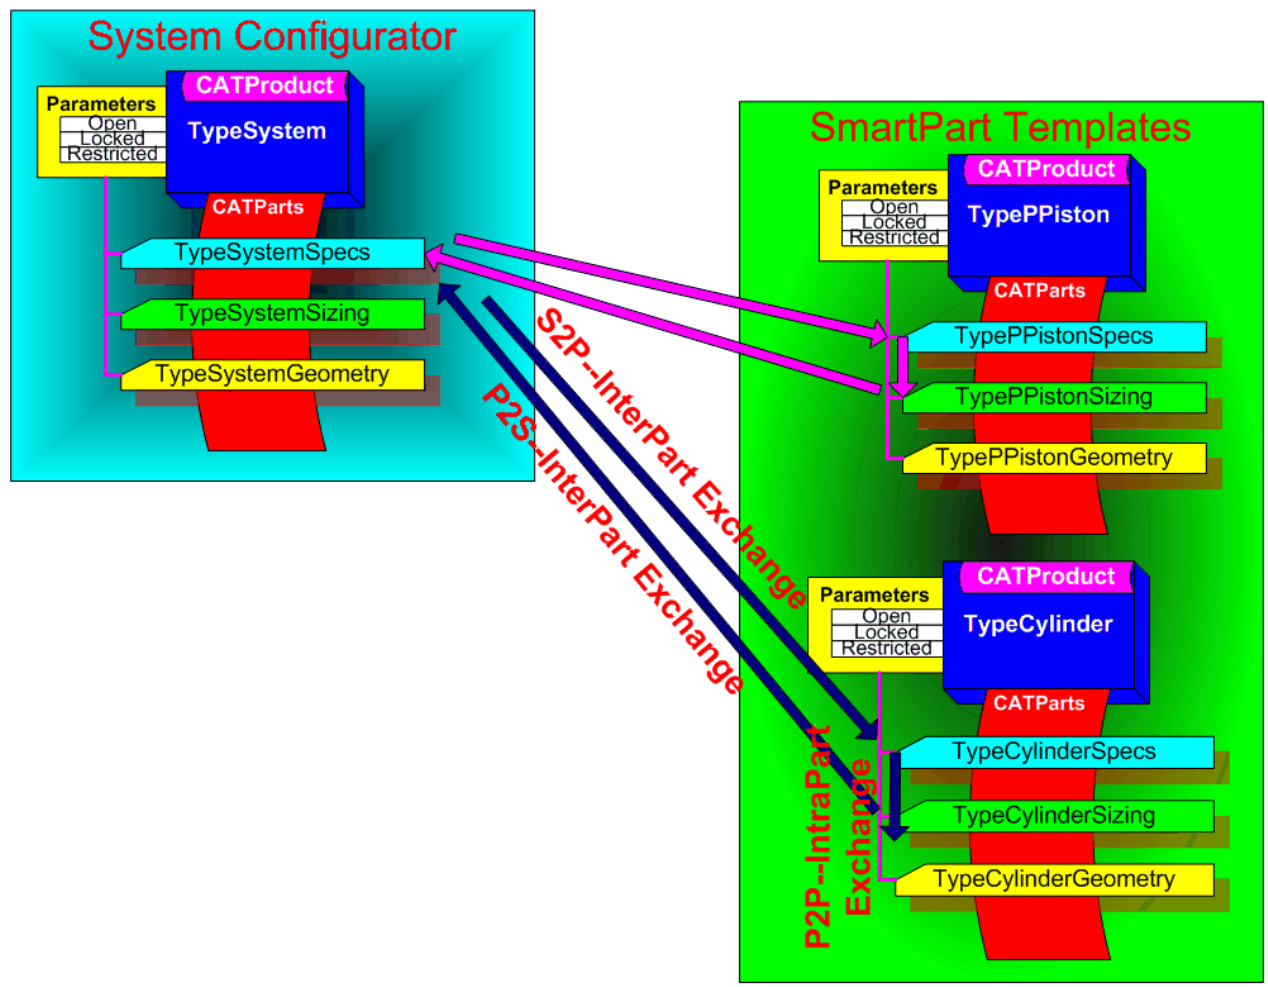 System Configurator
CATProduct
Parameters
TypeSystem
Open
Locked
Restricted
CATParts
TypeSystemSpecs
TypeSystemSizing
TypeSystemGeometry
S2P---InterPart Exchange
P2S--InterPart Exchange
SmartPart Templates
CATProduct
Parameters
TypePPiston
Open
Locked
Restricted
CATParts
TypePPistonSpecs
TypePPistonSizing
TypePPistonGeometry
CATProduct
Parameters
TypeCylinder
Open
Locked
Restricted
CATParts
TypeCylinderSpecs
TypeCylinderSizing
TypeCylinderGeometry
P2P--IntraPart
Exchange